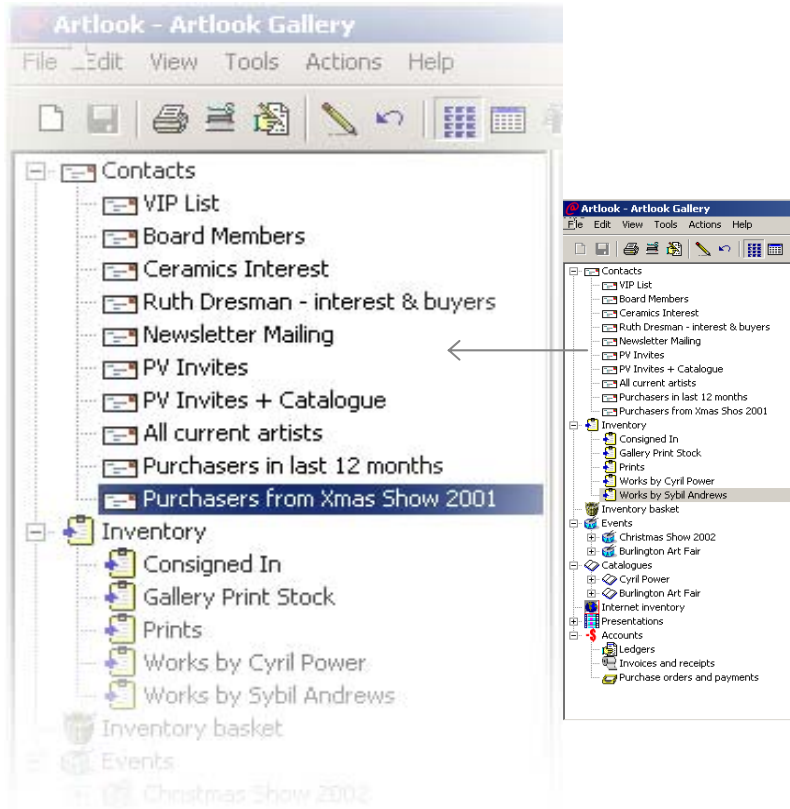 Artlook - Artlook Gallery
File Edit View Tools Actions Help
Contacts
VIP List
Board Members
Ceramics Interest
Ruth Dresman - interest & buyers
Newsletter Mailing
PV Invites
PV Invites + Catalogue
All current artists
Purchasers in last 12 months
Purchasers from Xmas Show 2001
Inventory
Consigned In
Gallery Print Stock
Prints
Works by Cyril Power
Works by Sybil Andrews
Inventory basket
Events
Christmas Show 2002
Artlook - Artlook Gallery
File Edit View Tools Actions Help
Contacts
VIP List
Board Members
Ceramics Interest
Ruth Dresman - interest & buyers
Newsletter Mailing
PV Invites
PV Invites + Catalogue
All current artists
Purchasers in last 12 months
Purchasers from Xmas Shos 2001
Inventory
Consigned In
Gallery Print Stock
Prints
Works by Cyril Power
Works by Sybil Andrews
Inventory basket
Events
Christmas Show 2002
Burlington Art Fair
Catalogues
Cyril Power
Burlington Art Fair
Internet inventory
Presentations
Accounts
Ledgers
Invoices and receipts
Purchase orders and payments